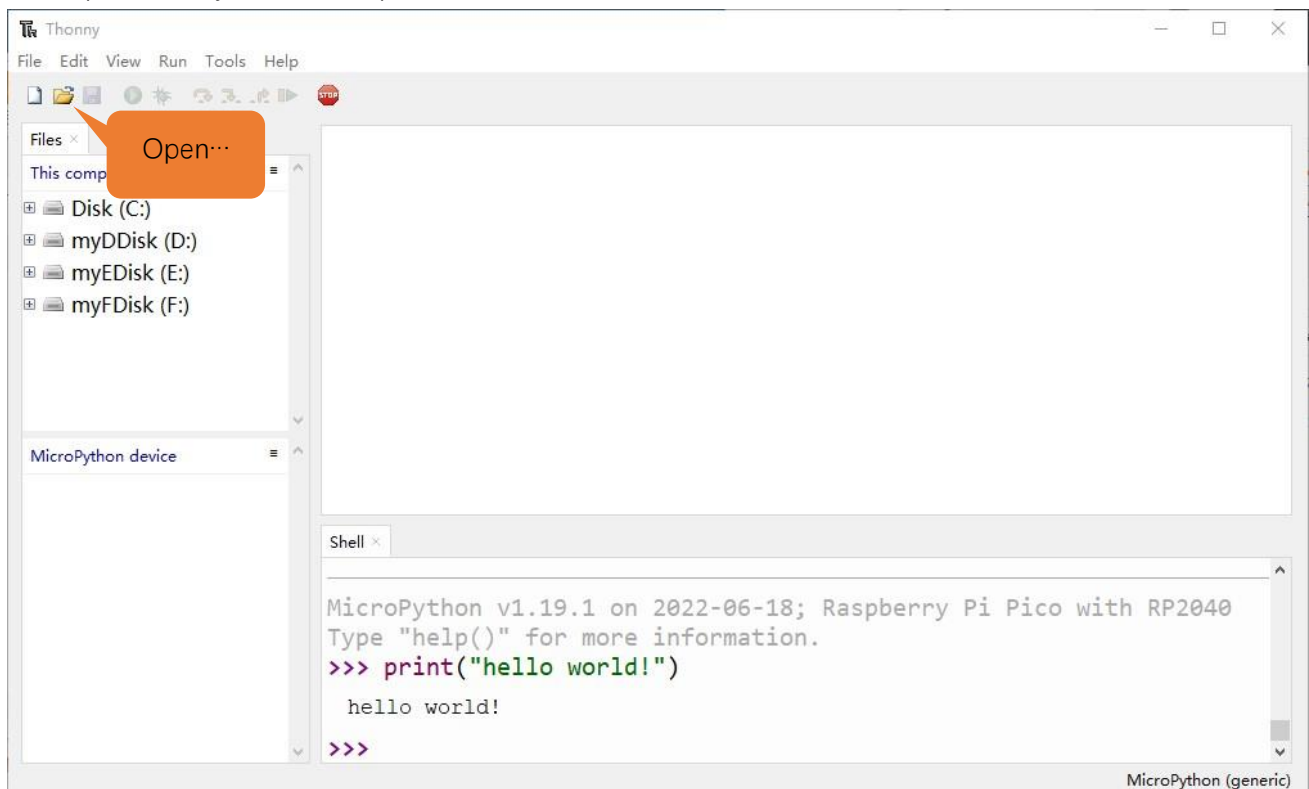 Thonny
File Edit View Run Tools Help
STOP
Files
Open…
This comp
Disk (C:)
myDDisk (D:)
myEDisk (E:)
myFDisk (F:)
MicroPython device
Shell
MicroPython v1.19.1 on 2022-06-18; Raspberry Pi Pico with RP2040
Type "help()" for more information.
>>> print("hello world!")
hello world!
>>>
MicroPython (generic)